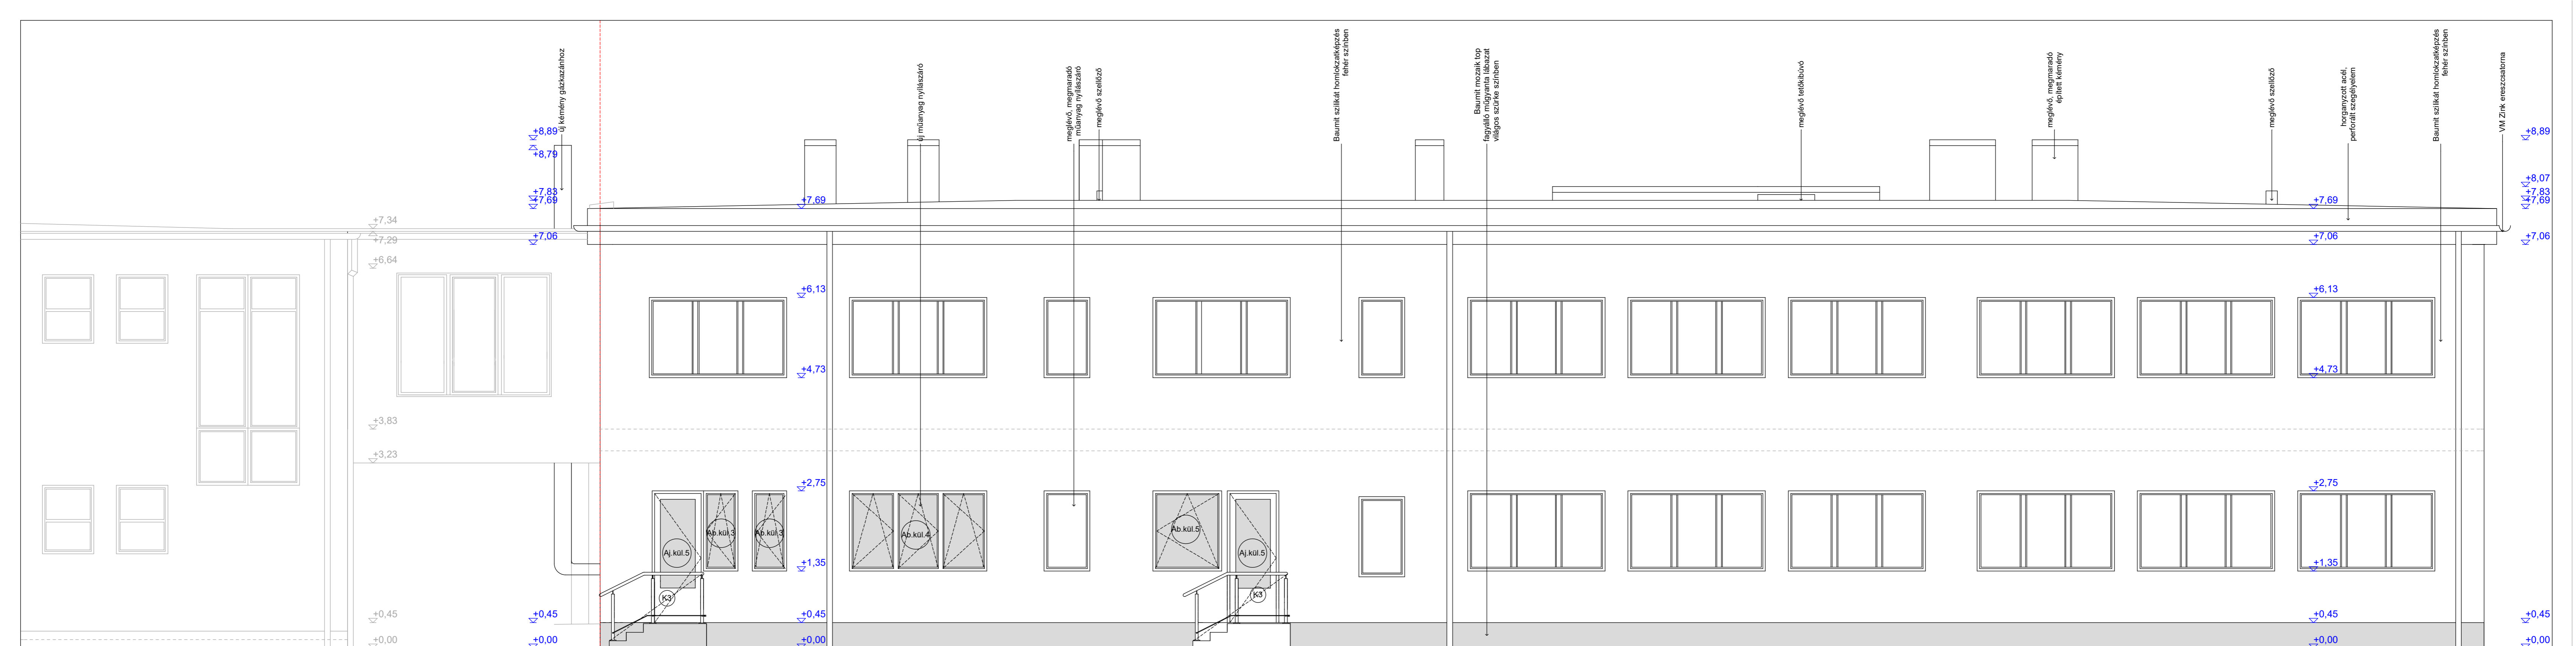 új kémény gázkazánhoz
új műanyag nyílászáró
meglévő, megmaradó
műanyag nyílászáró
meglévő szellőző
Baumit szilikát homlokzatképzés
fehér színben
Baumit mozaik top
fagyálló műgyanta lábazat
világos szürke színben
meglévő tetőkibúvó
meglévő, megmaradó
épített kémény
meglévő szellőző
horganyzott acél,
perforált szegélyelem
Baumit szilikát homlokzatképzés
fehér színben
VM Zink ereszcsatorna
+8,89
+8,79
+7,83
+7,69
+7,06
+7,34
+7,29
+6,64
+3,83
+3,23
+0,45
+0,00
+0,45
+0,00
+7,69
+6,13
+4,73
+2,75
+1,35
+0,45
+0,00
Aj.kül.5
Ab.kül.3
Ab.kül.3
K3
Ab.kül.4
Ab.kül.5
Aj.kül.5
K3
+7,69
+7,06
+6,13
+4,73
+2,75
+1,35
+0,45
+0,00
+8,89
+8,07
+7,83
+7,69
+7,06
+0,45
+0,00